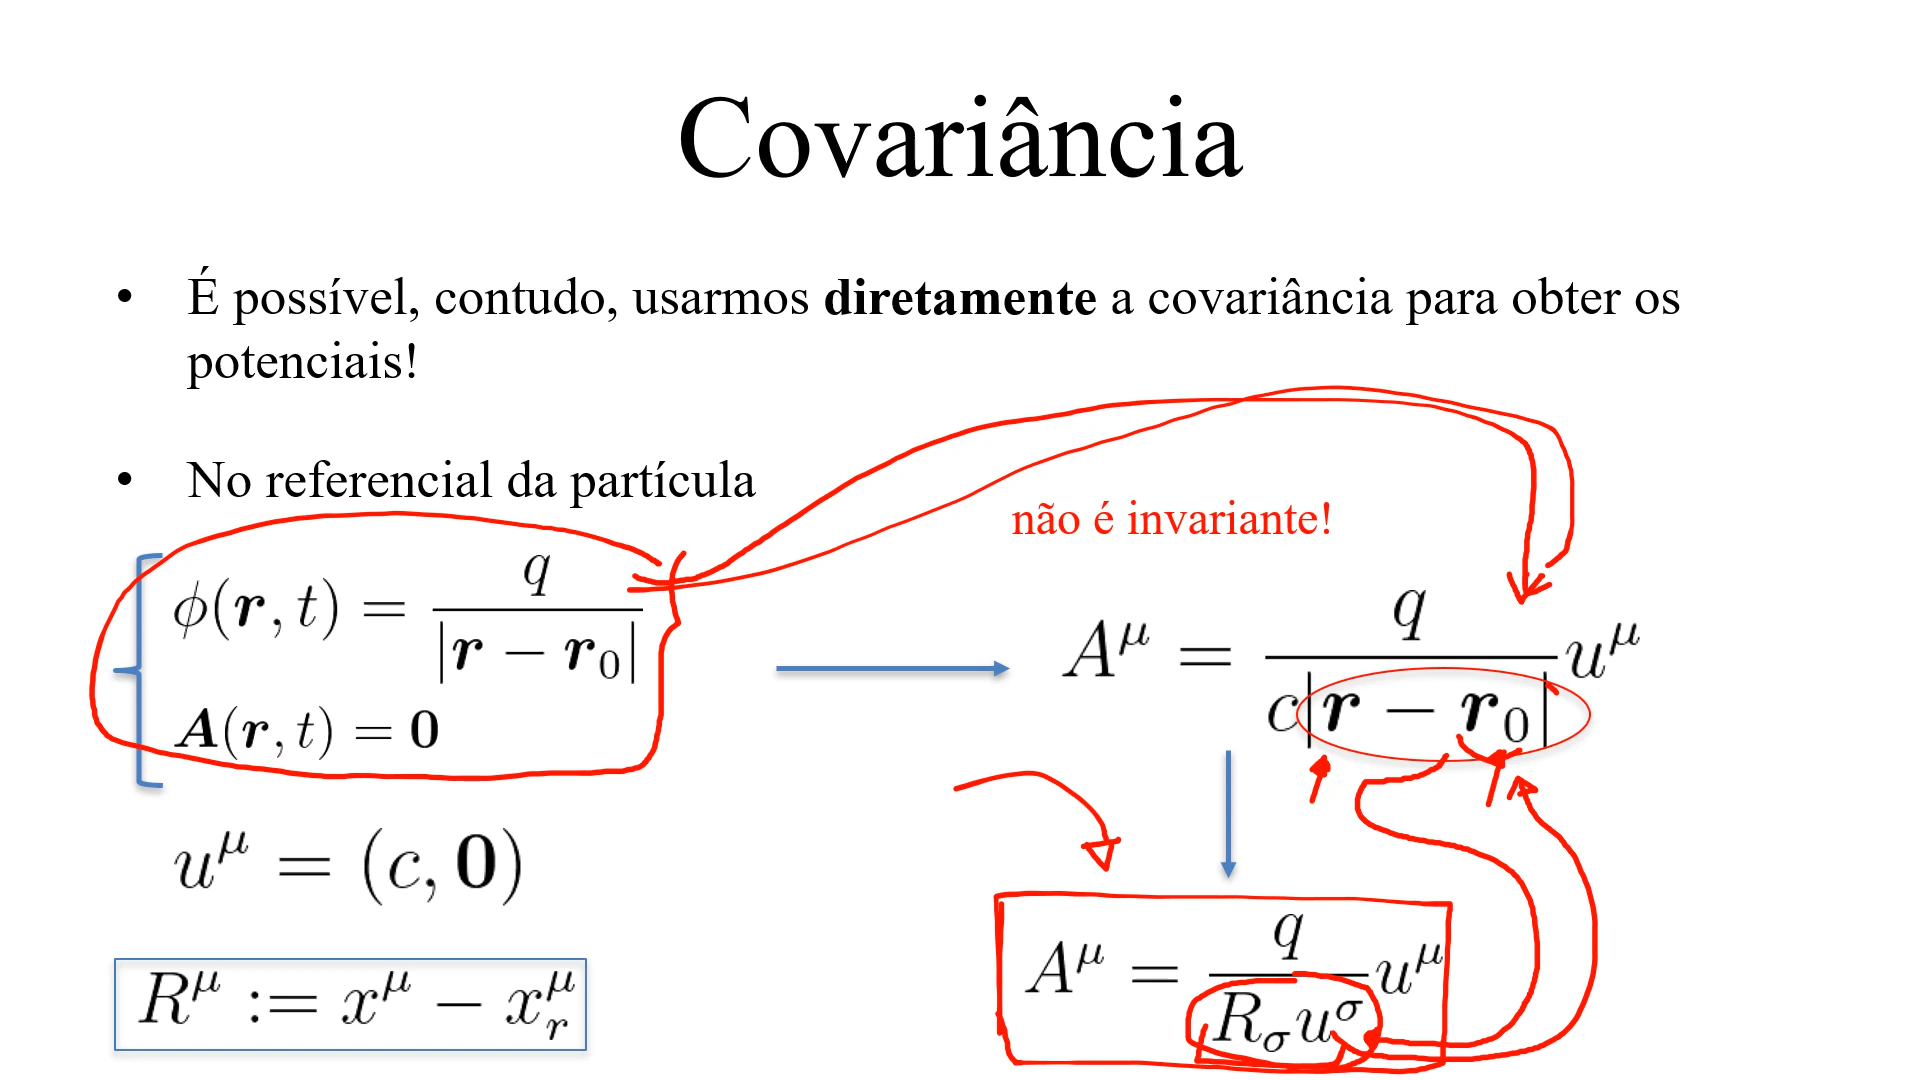 Covariância
• É possível, contudo, usarmos diretamente a covariância para obter os
potenciais!
• No referencial da partícula
não é invariante!
ϕ(r, t) = q / |r − r₀|
A(r, t) = 0
A^μ = q / (c|r − r₀|) u^μ
u^μ = (c, 0)
R^μ := x^μ − x_r^μ
A^μ = q / (R_σ u^σ) u^μ